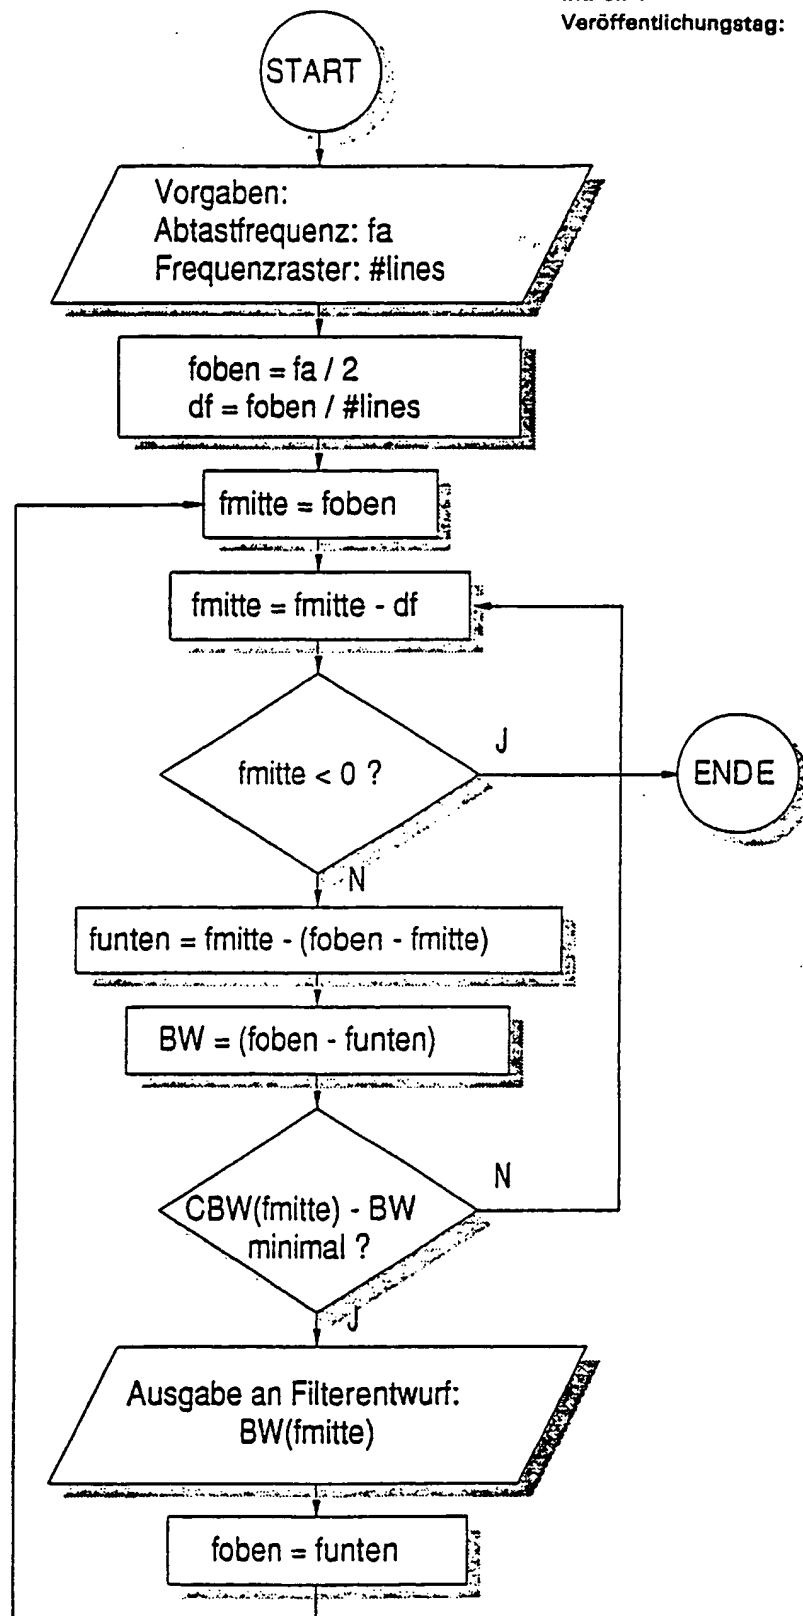 Veröffentlichungstag:
START
Vorgaben:
Abtastfrequenz: fa
Frequenzraster: #lines
foben = fa / 2
df = foben / #lines
fmitte = foben
fmitte = fmitte - df
fmitte < 0 ?
J
ENDE
N
funten = fmitte - (foben - fmitte)
BW = (foben - funten)
CBW(fmitte) - BW
minimal ?
N
J
Ausgabe an Filterentwurf:
BW(fmitte)
foben = funten